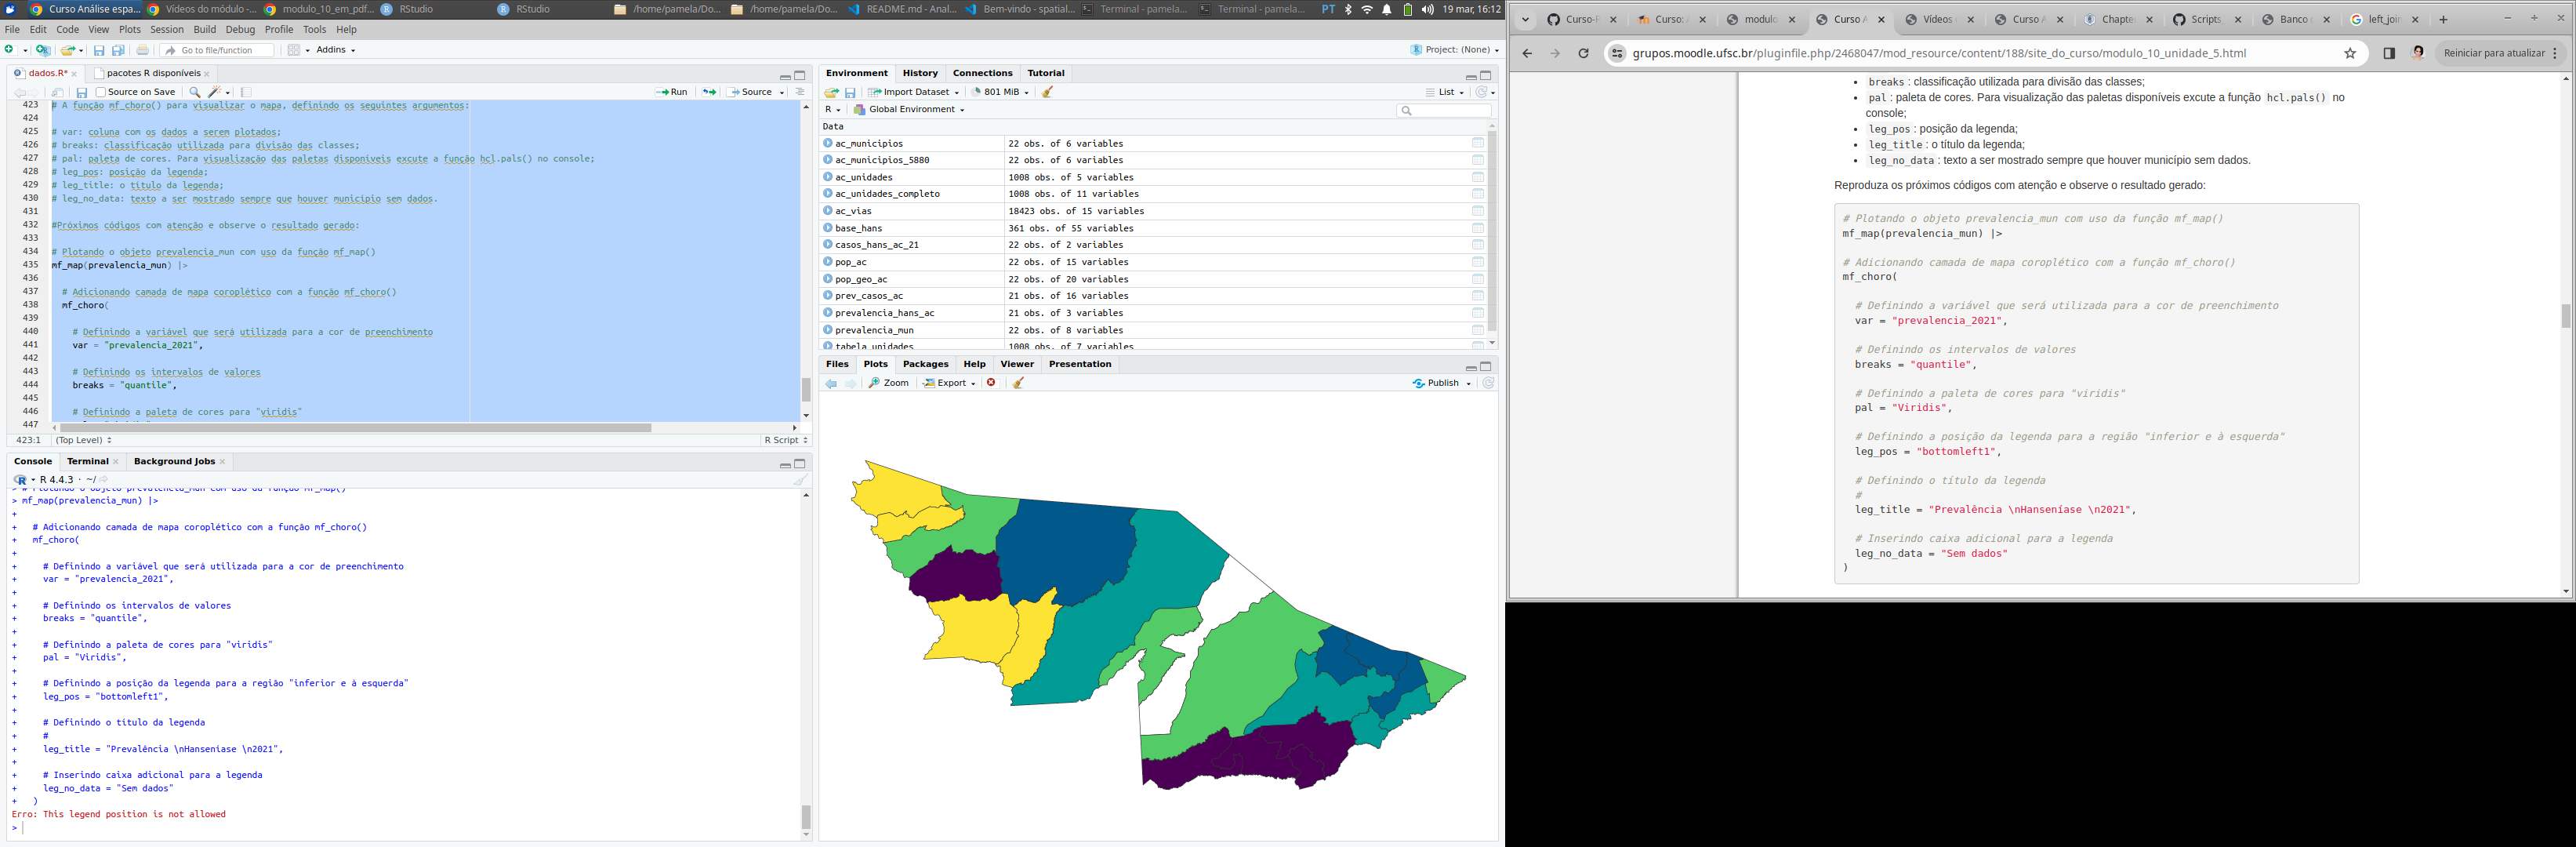 Curso Análise espa...
Vídeos do módulo -...
modulo_10_em_pdf...
RStudio
RStudio
/home/pamela/Do...
/home/pamela/Do...
README.md - Anal...
Bem-vindo - spatial...
Terminal - pamela...
Terminal - pamela...
PT
19 mar, 16:12
File Edit Code View Plots Session Build Debug Profile Tools Help
Go to file/function
Addins
Project: (None)
dados.R*
pacotes R disponíveis
Source on Save
Run
Source
423 # A função mf_choro() para visualizar o mapa, definindo os seguintes argumentos:
424
425 # var: coluna com os dados a serem plotados;
426 # breaks: classificação utilizada para divisão das classes;
427 # pal: paleta de cores. Para visualização das paletas disponíveis excute a função hcl.pals() no console;
428 # leg_pos: posição da legenda;
429 # leg_title: o título da legenda;
430 # leg_no_data: texto a ser mostrado sempre que houver município sem dados.
431
432 #Próximos códigos com atenção e observe o resultado gerado:
433
434 # Plotando o objeto prevalencia_mun com uso da função mf_map()
435 mf_map(prevalencia_mun) |>
436
437 # Adicionando camada de mapa coroplético com a função mf_choro()
438 mf_choro(
439
440 # Definindo a variável que será utilizada para a cor de preenchimento
441 var = "prevalencia_2021",
442
443 # Definindo os intervalos de valores
444 breaks = "quantile",
445
446 # Definindo a paleta de cores para "viridis"
447
423:1 (Top Level) R Script
Console Terminal Background Jobs
R 4.4.3 · ~/
> # Plotando o objeto prevalencia_mun com uso da função mf_map()
> mf_map(prevalencia_mun) |>
+
+ # Adicionando camada de mapa coroplético com a função mf_choro()
+ mf_choro(
+
+ # Definindo a variável que será utilizada para a cor de preenchimento
+ var = "prevalencia_2021",
+
+ # Definindo os intervalos de valores
+ breaks = "quantile",
+
+ # Definindo a paleta de cores para "viridis"
+ pal = "Viridis",
+
+ # Definindo a posição da legenda para a região "inferior e à esquerda"
+ leg_pos = "bottomleft1",
+
+ # Definindo o título da legenda
+ #
+ leg_title = "Prevalência \nHanseníase \n2021",
+
+ # Inserindo caixa adicional para a legenda
+ leg_no_data = "Sem dados"
+ )
Erro: This legend position is not allowed
>
Environment History Connections Tutorial
Import Dataset
801 MiB
List
R
Global Environment
Data
ac_municipios 22 obs. of 6 variables
ac_municipios_5880 22 obs. of 6 variables
ac_unidades 1008 obs. of 5 variables
ac_unidades_completo 1008 obs. of 11 variables
ac_vias 18423 obs. of 15 variables
base_hans 361 obs. of 55 variables
casos_hans_ac_21 22 obs. of 2 variables
pop_ac 22 obs. of 15 variables
pop_geo_ac 22 obs. of 20 variables
prev_casos_ac 21 obs. of 16 variables
prevalencia_hans_ac 21 obs. of 3 variables
prevalencia_mun 22 obs. of 8 variables
tabela_unidades 1008 obs. of 7 variables
Files Plots Packages Help Viewer Presentation
Zoom
Export
Publish
Curso-R
Curso:
modulo
Curso A
Vídeos
Curso A
Chapte
Scripts
Banco
left_joi
grupos.moodle.ufsc.br/pluginfile.php/2468047/mod_resource/content/188/site_do_curso/modulo_10_unidade_5.html
Reiniciar para atualizar
• breaks : classificação utilizada para divisão das classes;
• pal : paleta de cores. Para visualização das paletas disponíveis excute a função hcl.pals() no
console;
• leg_pos : posição da legenda;
• leg_title : o título da legenda;
• leg_no_data : texto a ser mostrado sempre que houver município sem dados.
Reproduza os próximos códigos com atenção e observe o resultado gerado:
# Plotando o objeto prevalencia_mun com uso da função mf_map()
mf_map(prevalencia_mun) |>
# Adicionando camada de mapa coroplético com a função mf_choro()
mf_choro(
# Definindo a variável que será utilizada para a cor de preenchimento
var = "prevalencia_2021",
# Definindo os intervalos de valores
breaks = "quantile",
# Definindo a paleta de cores para "viridis"
pal = "Viridis",
# Definindo a posição da legenda para a região "inferior e à esquerda"
leg_pos = "bottomleft1",
# Definindo o título da legenda
#
leg_title = "Prevalência \nHanseníase \n2021",
# Inserindo caixa adicional para a legenda
leg_no_data = "Sem dados"
)